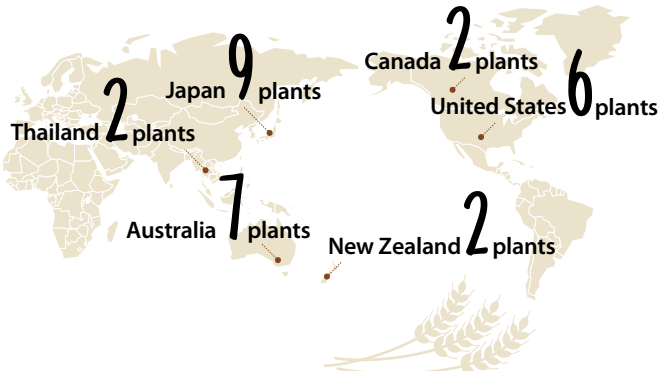 Canada 2 plants
Japan 9 plants
United States 6 plants
Thailand 2 plants
Australia 7 plants
New Zealand 2 plants